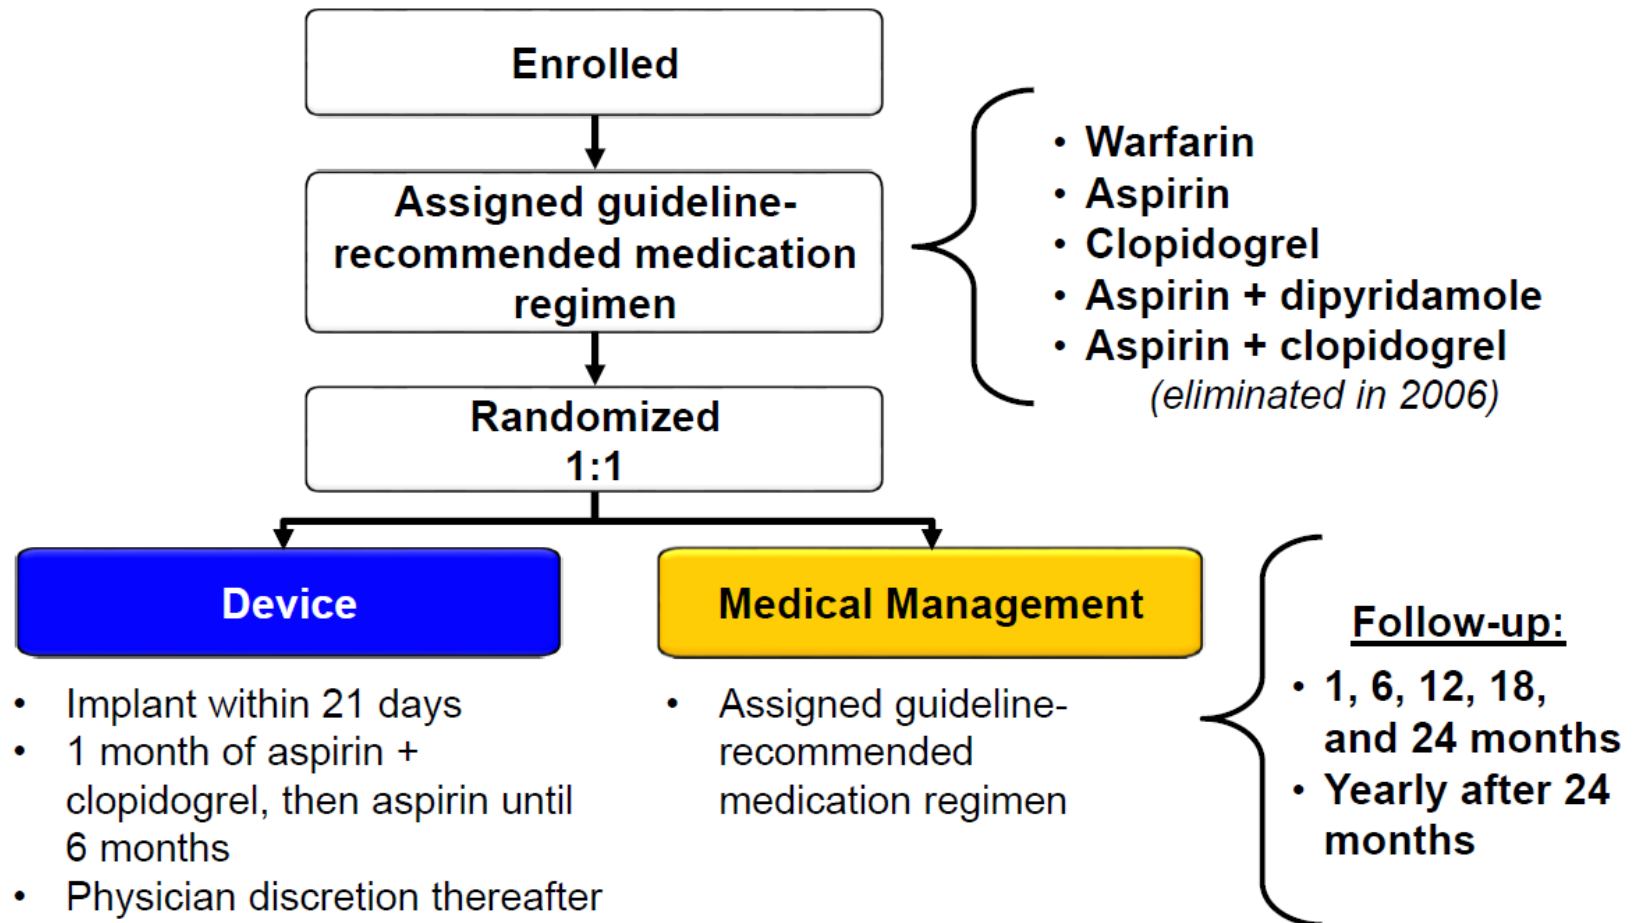 Enrolled
Assigned guideline-
recommended medication
regimen
• Warfarin
• Aspirin
• Clopidogrel
• Aspirin + dipyridamole
• Aspirin + clopidogrel
(eliminated in 2006)
Randomized
1:1
Device
• Implant within 21 days
• 1 month of aspirin +
clopidogrel, then aspirin until
6 months
• Physician discretion thereafter
Medical Management
• Assigned guideline-
recommended
medication regimen
Follow-up:
• 1, 6, 12, 18,
and 24 months
• Yearly after 24
months